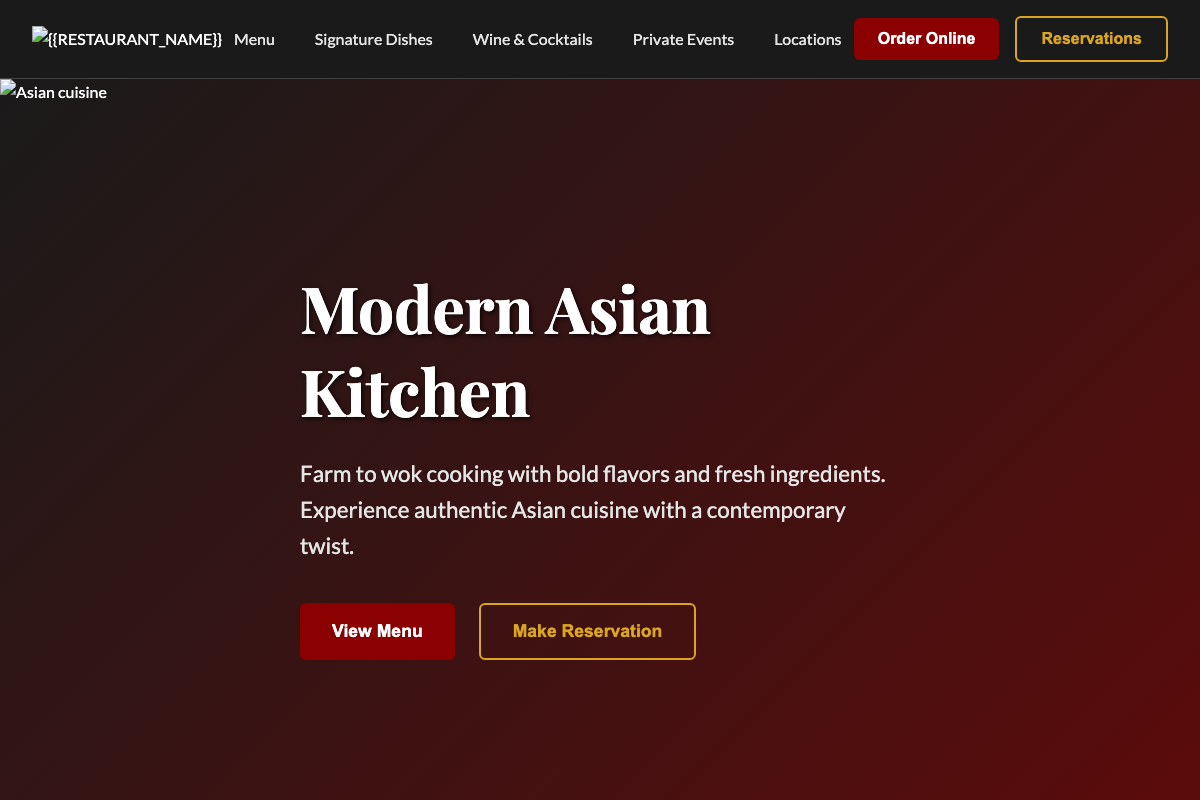 {{RESTAURANT_NAME}} Menu Signature Dishes Wine & Cocktails Private Events Locations Order Online Reservations
Asian cuisine
Modern Asian
Kitchen
Farm to wok cooking with bold flavors and fresh ingredients.
Experience authentic Asian cuisine with a contemporary
twist.
View Menu Make Reservation